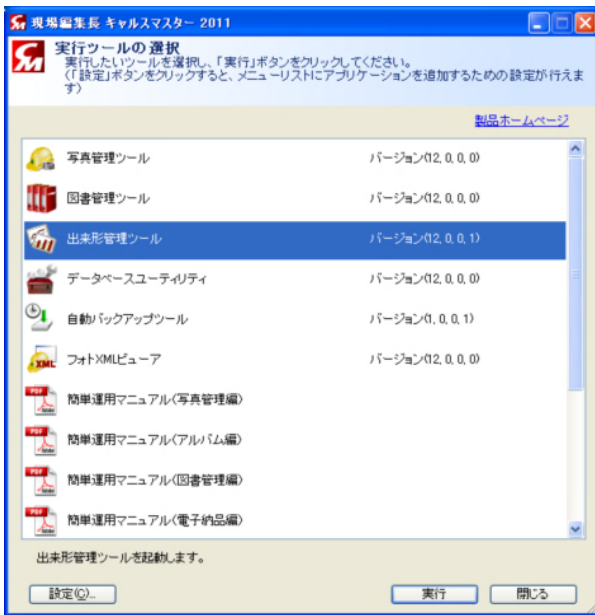 現場編集長 キャルスマスター 2011
実行ツールの選択
実行したいツールを選択し、「実行」ボタンをクリックしてください。
(「設定」ボタンをクリックすると、メニューリストにアプリケーションを追加するための設定が行えま
す)
製品ホームページ
写真管理ツール バージョン(12, 0, 0, 0)
図書管理ツール バージョン(12, 0, 0, 0)
出来形管理ツール バージョン(12, 0, 0, 1)
データベースユーティリティ バージョン(12, 0, 0, 0)
自動バックアップツール バージョン(1, 0, 0, 1)
XML フォトXMLビューア バージョン(12, 0, 0, 0)
PDF 簡単運用マニュアル(写真管理編)
PDF 簡単運用マニュアル(アルバム編)
PDF 簡単運用マニュアル(図書管理編)
PDF 簡単運用マニュアル(電子納品編)
出来形管理ツールを起動します。
設定(C)... 実行 閉じる